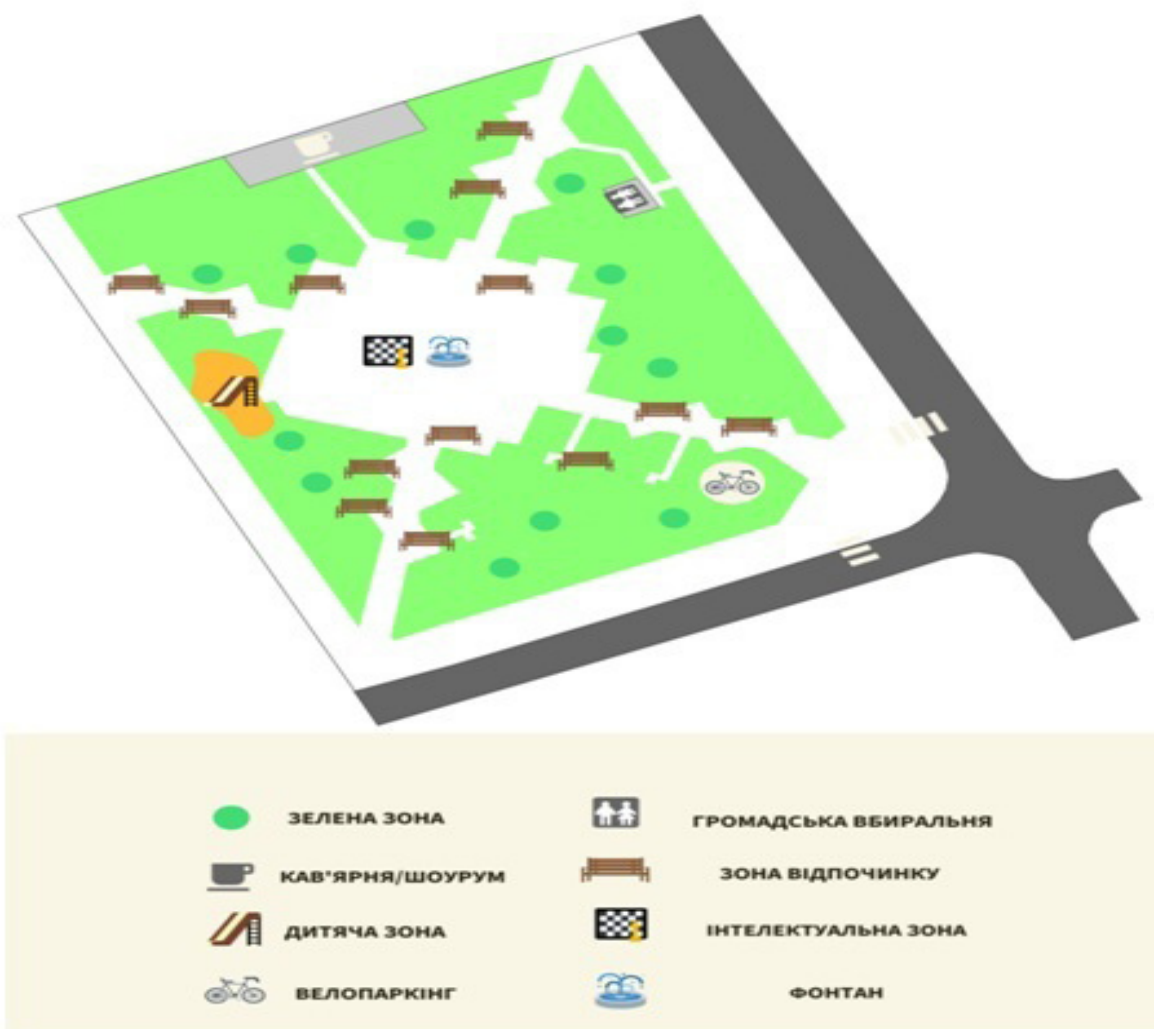 ЗЕЛЕНА ЗОНА
ГРОМАДСЬКА ВБИРАЛЬНЯ
КАВ'ЯРНЯ/ШОУРУМ
ЗОНА ВІДПОЧИНКУ
ДИТЯЧА ЗОНА
ІНТЕЛЕКТУАЛЬНА ЗОНА
ВЕЛОПАРКІНГ
ФОНТАН